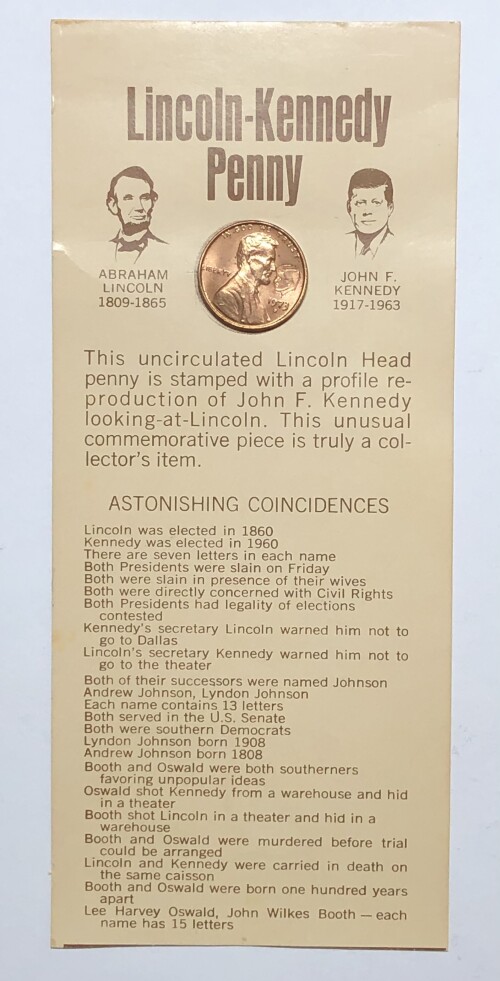 Lincoln-Kennedy
Penny
ABRAHAM
LINCOLN
1809-1865
IN GOD WE TRUST
LIBERTY
1973
D
JOHN F.
KENNEDY
1917-1963
This uncirculated Lincoln Head
penny is stamped with a profile re-
production of John F. Kennedy
looking-at-Lincoln. This unusual
commemorative piece is truly a col-
lector's item.
ASTONISHING COINCIDENCES
Lincoln was elected in 1860
Kennedy was elected in 1960
There are seven letters in each name
Both Presidents were slain on Friday
Both were slain in presence of their wives
Both were directly concerned with Civil Rights
Both Presidents had legality of elections
contested
Kennedy's secretary Lincoln warned him not to
go to Dallas
Lincoln's secretary Kennedy warned him not to
go to the theater
Both of their successors were named Johnson
Andrew Johnson, Lyndon Johnson
Each name contains 13 letters
Both served in the U.S. Senate
Both were southern Democrats
Lyndon Johnson born 1908
Andrew Johnson born 1808
Booth and Oswald were both southerners
favoring unpopular ideas
Oswald shot Kennedy from a warehouse and hid
in a theater
Booth shot Lincoln in a theater and hid in a
warehouse
Booth and Oswald were murdered before trial
could be arranged
Lincoln and Kennedy were carried in death on
the same caisson
Booth and Oswald were born one hundred years
apart
Lee Harvey Oswald, John Wilkes Booth — each
name has 15 letters